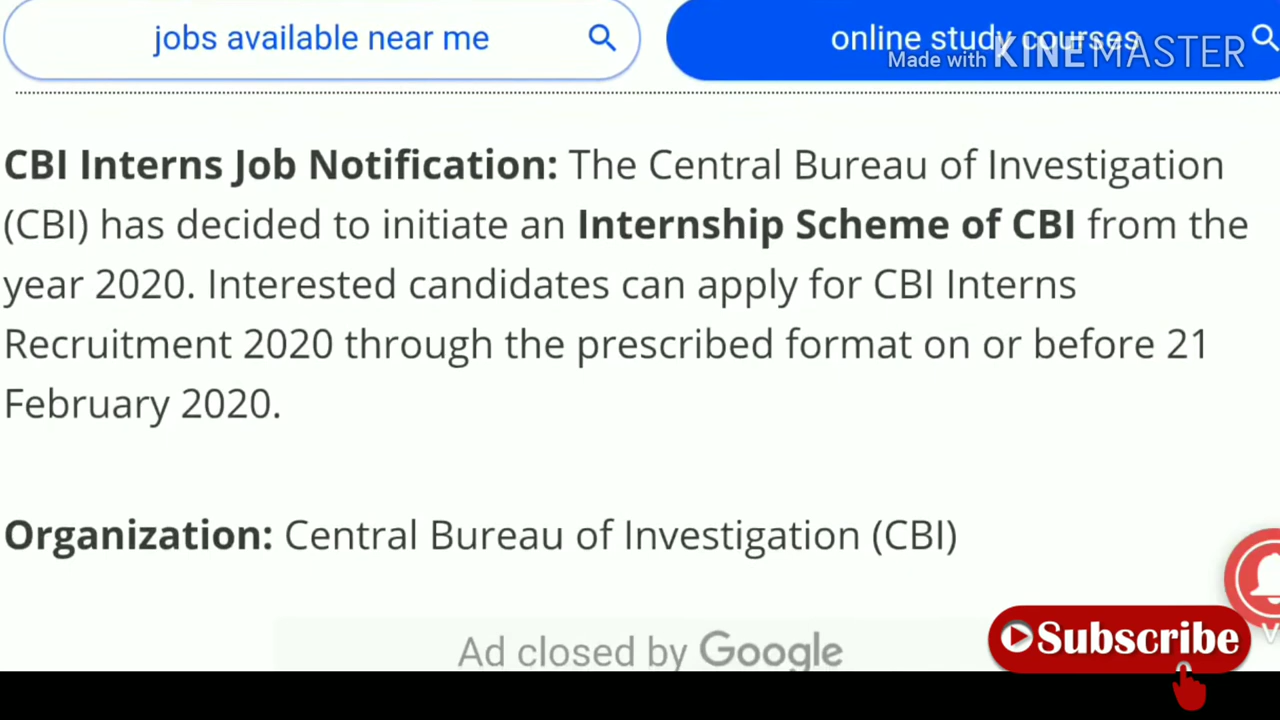 jobs available near me
online study courses
Made with KINEMASTER
CBI Interns Job Notification: The Central Bureau of Investigation
(CBI) has decided to initiate an Internship Scheme of CBI from the
year 2020. Interested candidates can apply for CBI Interns
Recruitment 2020 through the prescribed format on or before 21
February 2020.
Organization: Central Bureau of Investigation (CBI)
Ad closed by Google
Subscribe